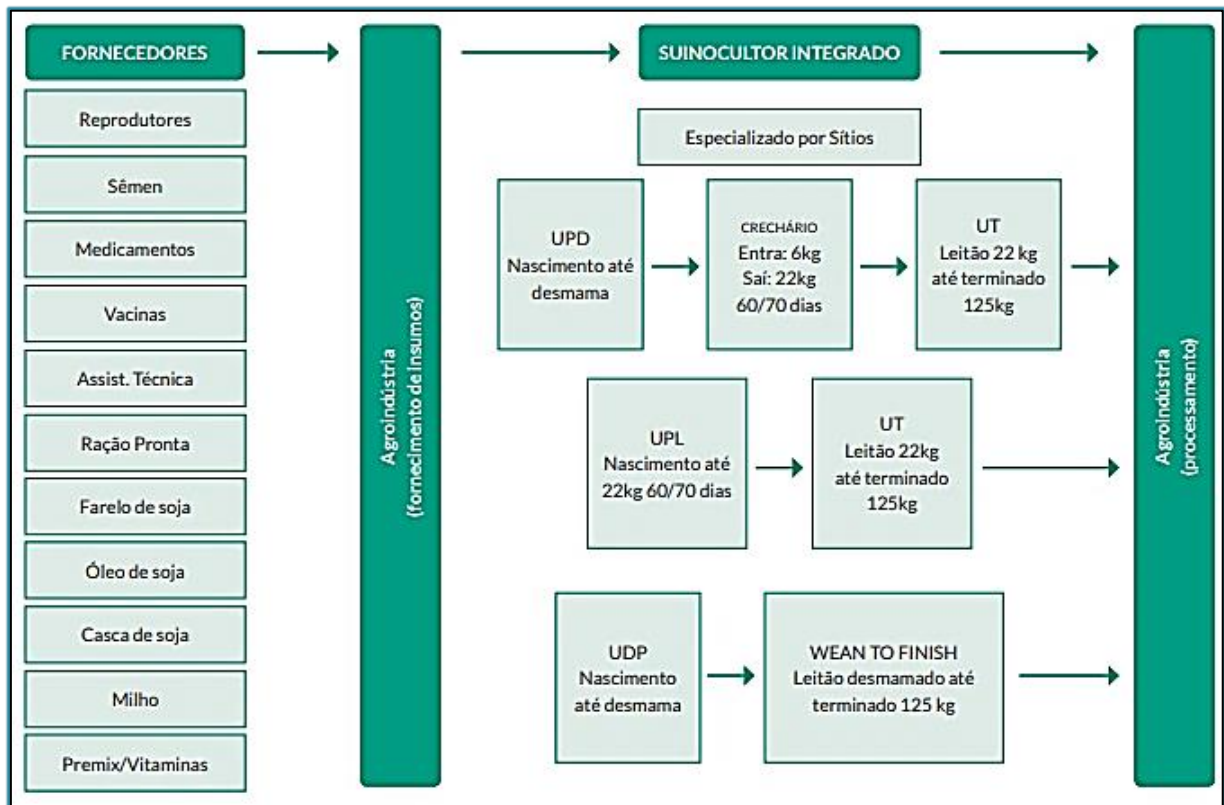 FORNECEDORES
Reprodutores
Sêmen
Medicamentos
Vacinas
Assist. Técnica
Ração Pronta
Farelo de soja
Óleo de soja
Casca de soja
Milho
Premix/Vitaminas
Agroindústria
(fornecimento de insumos)
SUINOCULTOR INTEGRADO
Especializado por Sítios
UPD
Nascimento até
desmama
CRECHÁRIO
Entra: 6kg
Saí: 22kg
60/70 dias
UT
Leitão 22 kg
até terminado
125kg
UPL
Nascimento até
22kg 60/70 dias
UT
Leitão 22kg
até terminado
125kg
UDP
Nascimento
até desmama
WEAN TO FINISH
Leitão desmamado até
terminado 125 kg
Agroindústria
(processamento)